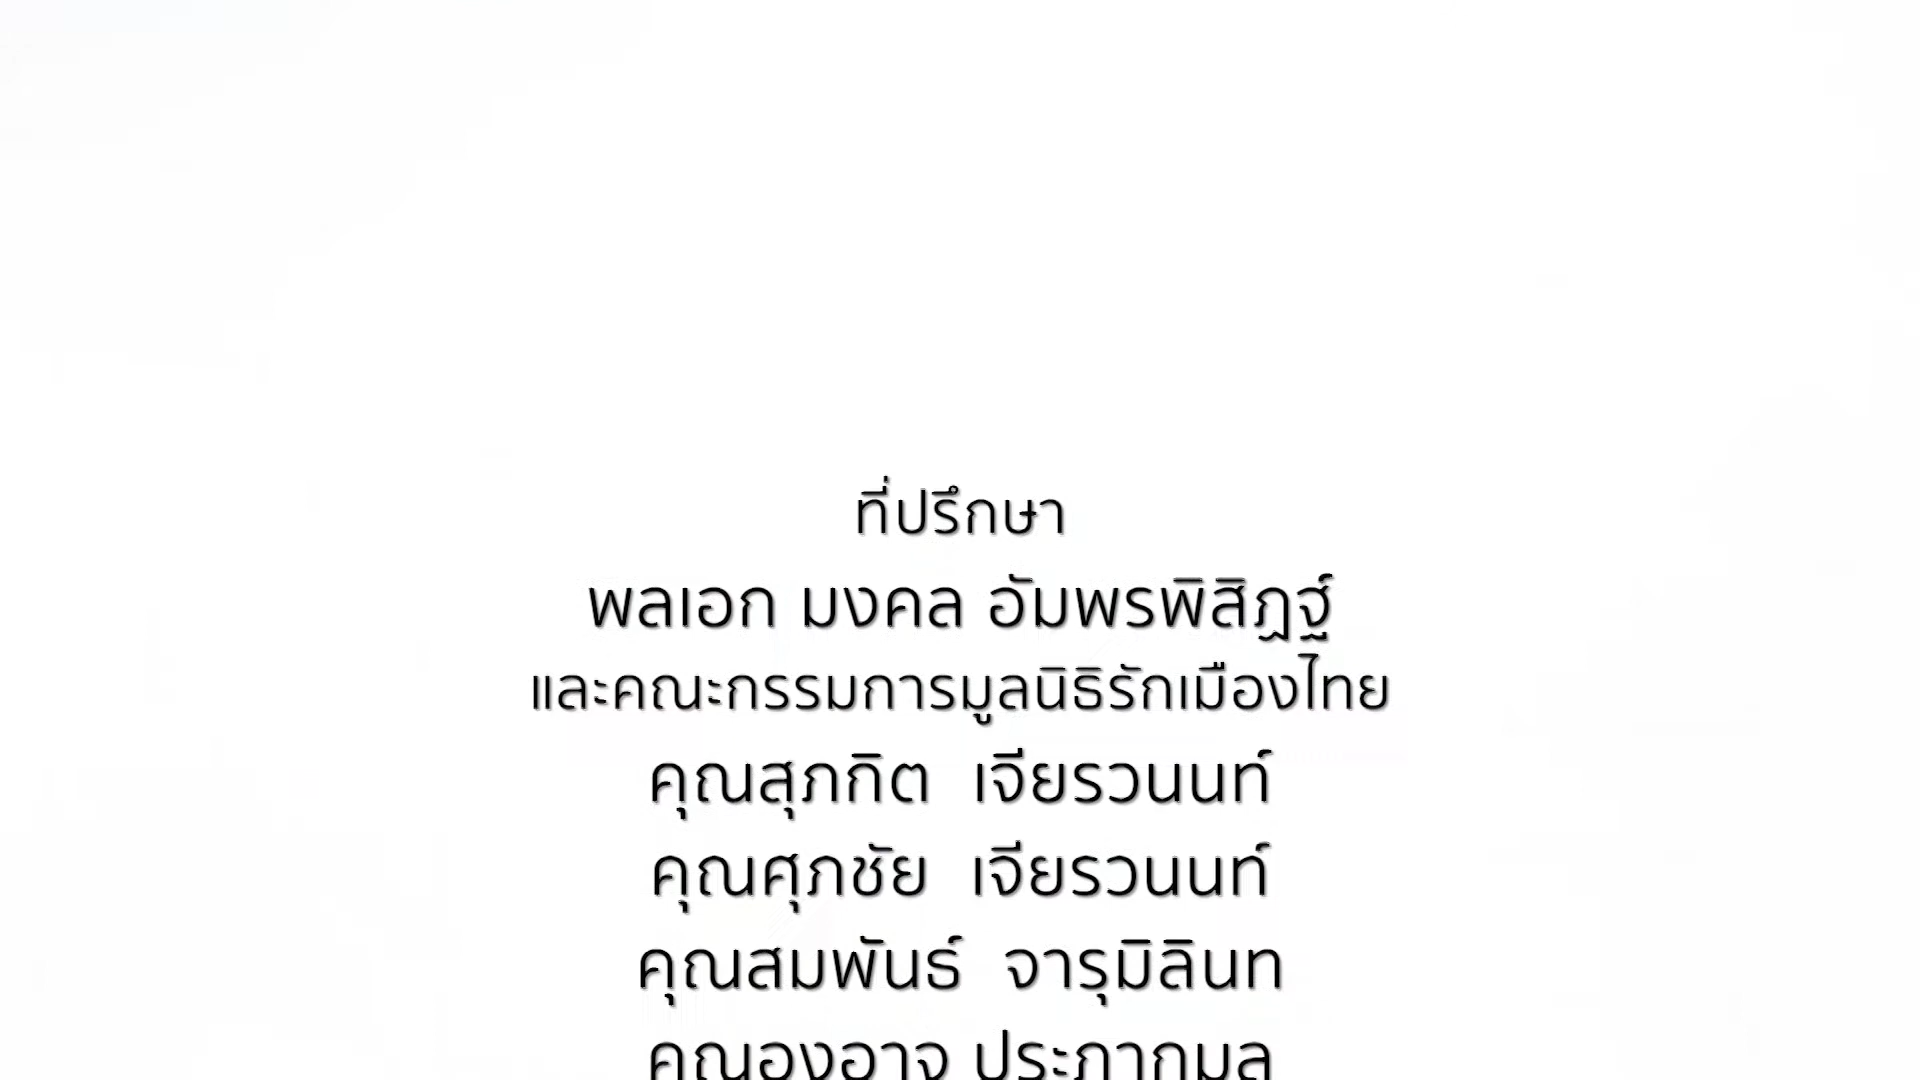 ที่ปรึกษา
พลเอก มงคล อัมพรพิสิฏฐ์
และคณะกรรมการมูลนิธิรักเมืองไทย
คุณสุภกิต เจียรวนนท์
คุณศุภชัย เจียรวนนท์
คุณสมพันธ์ จารุมิลินท
คุณองอาจ ประภากมล